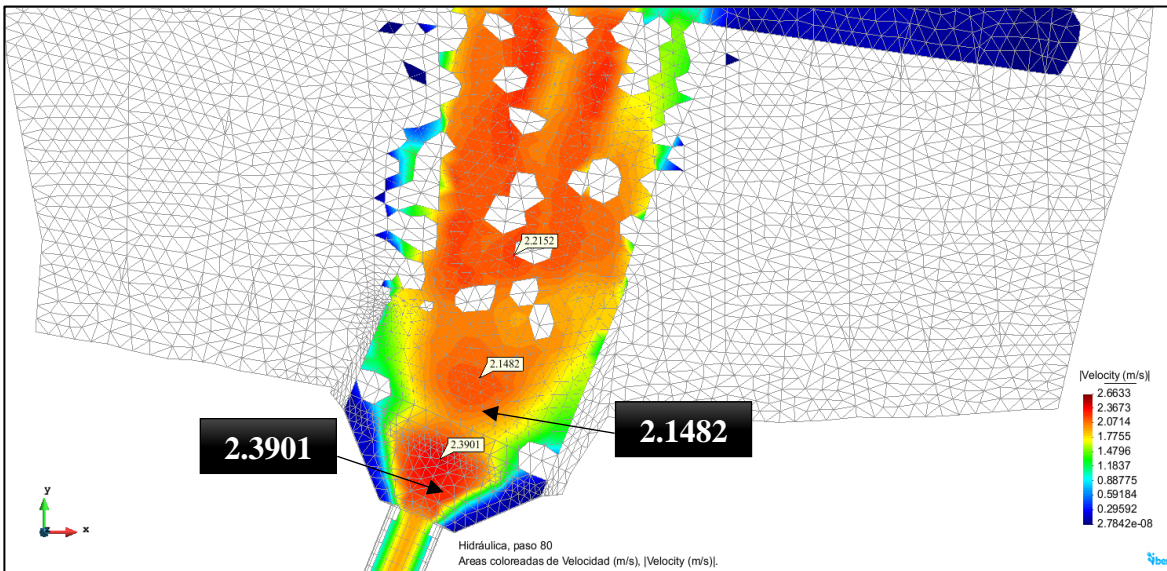 2.2152
2.1482
2.3901
2.3901
2.1482
|Velocity (m/s)|
2.6633
2.3673
2.0714
1.7755
1.4796
1.1837
0.88775
0.59184
0.29592
2.7842e-08
y
z
x
Hidráulica, paso 80
Areas coloreadas de Velocidad (m/s), |Velocity (m/s)|.